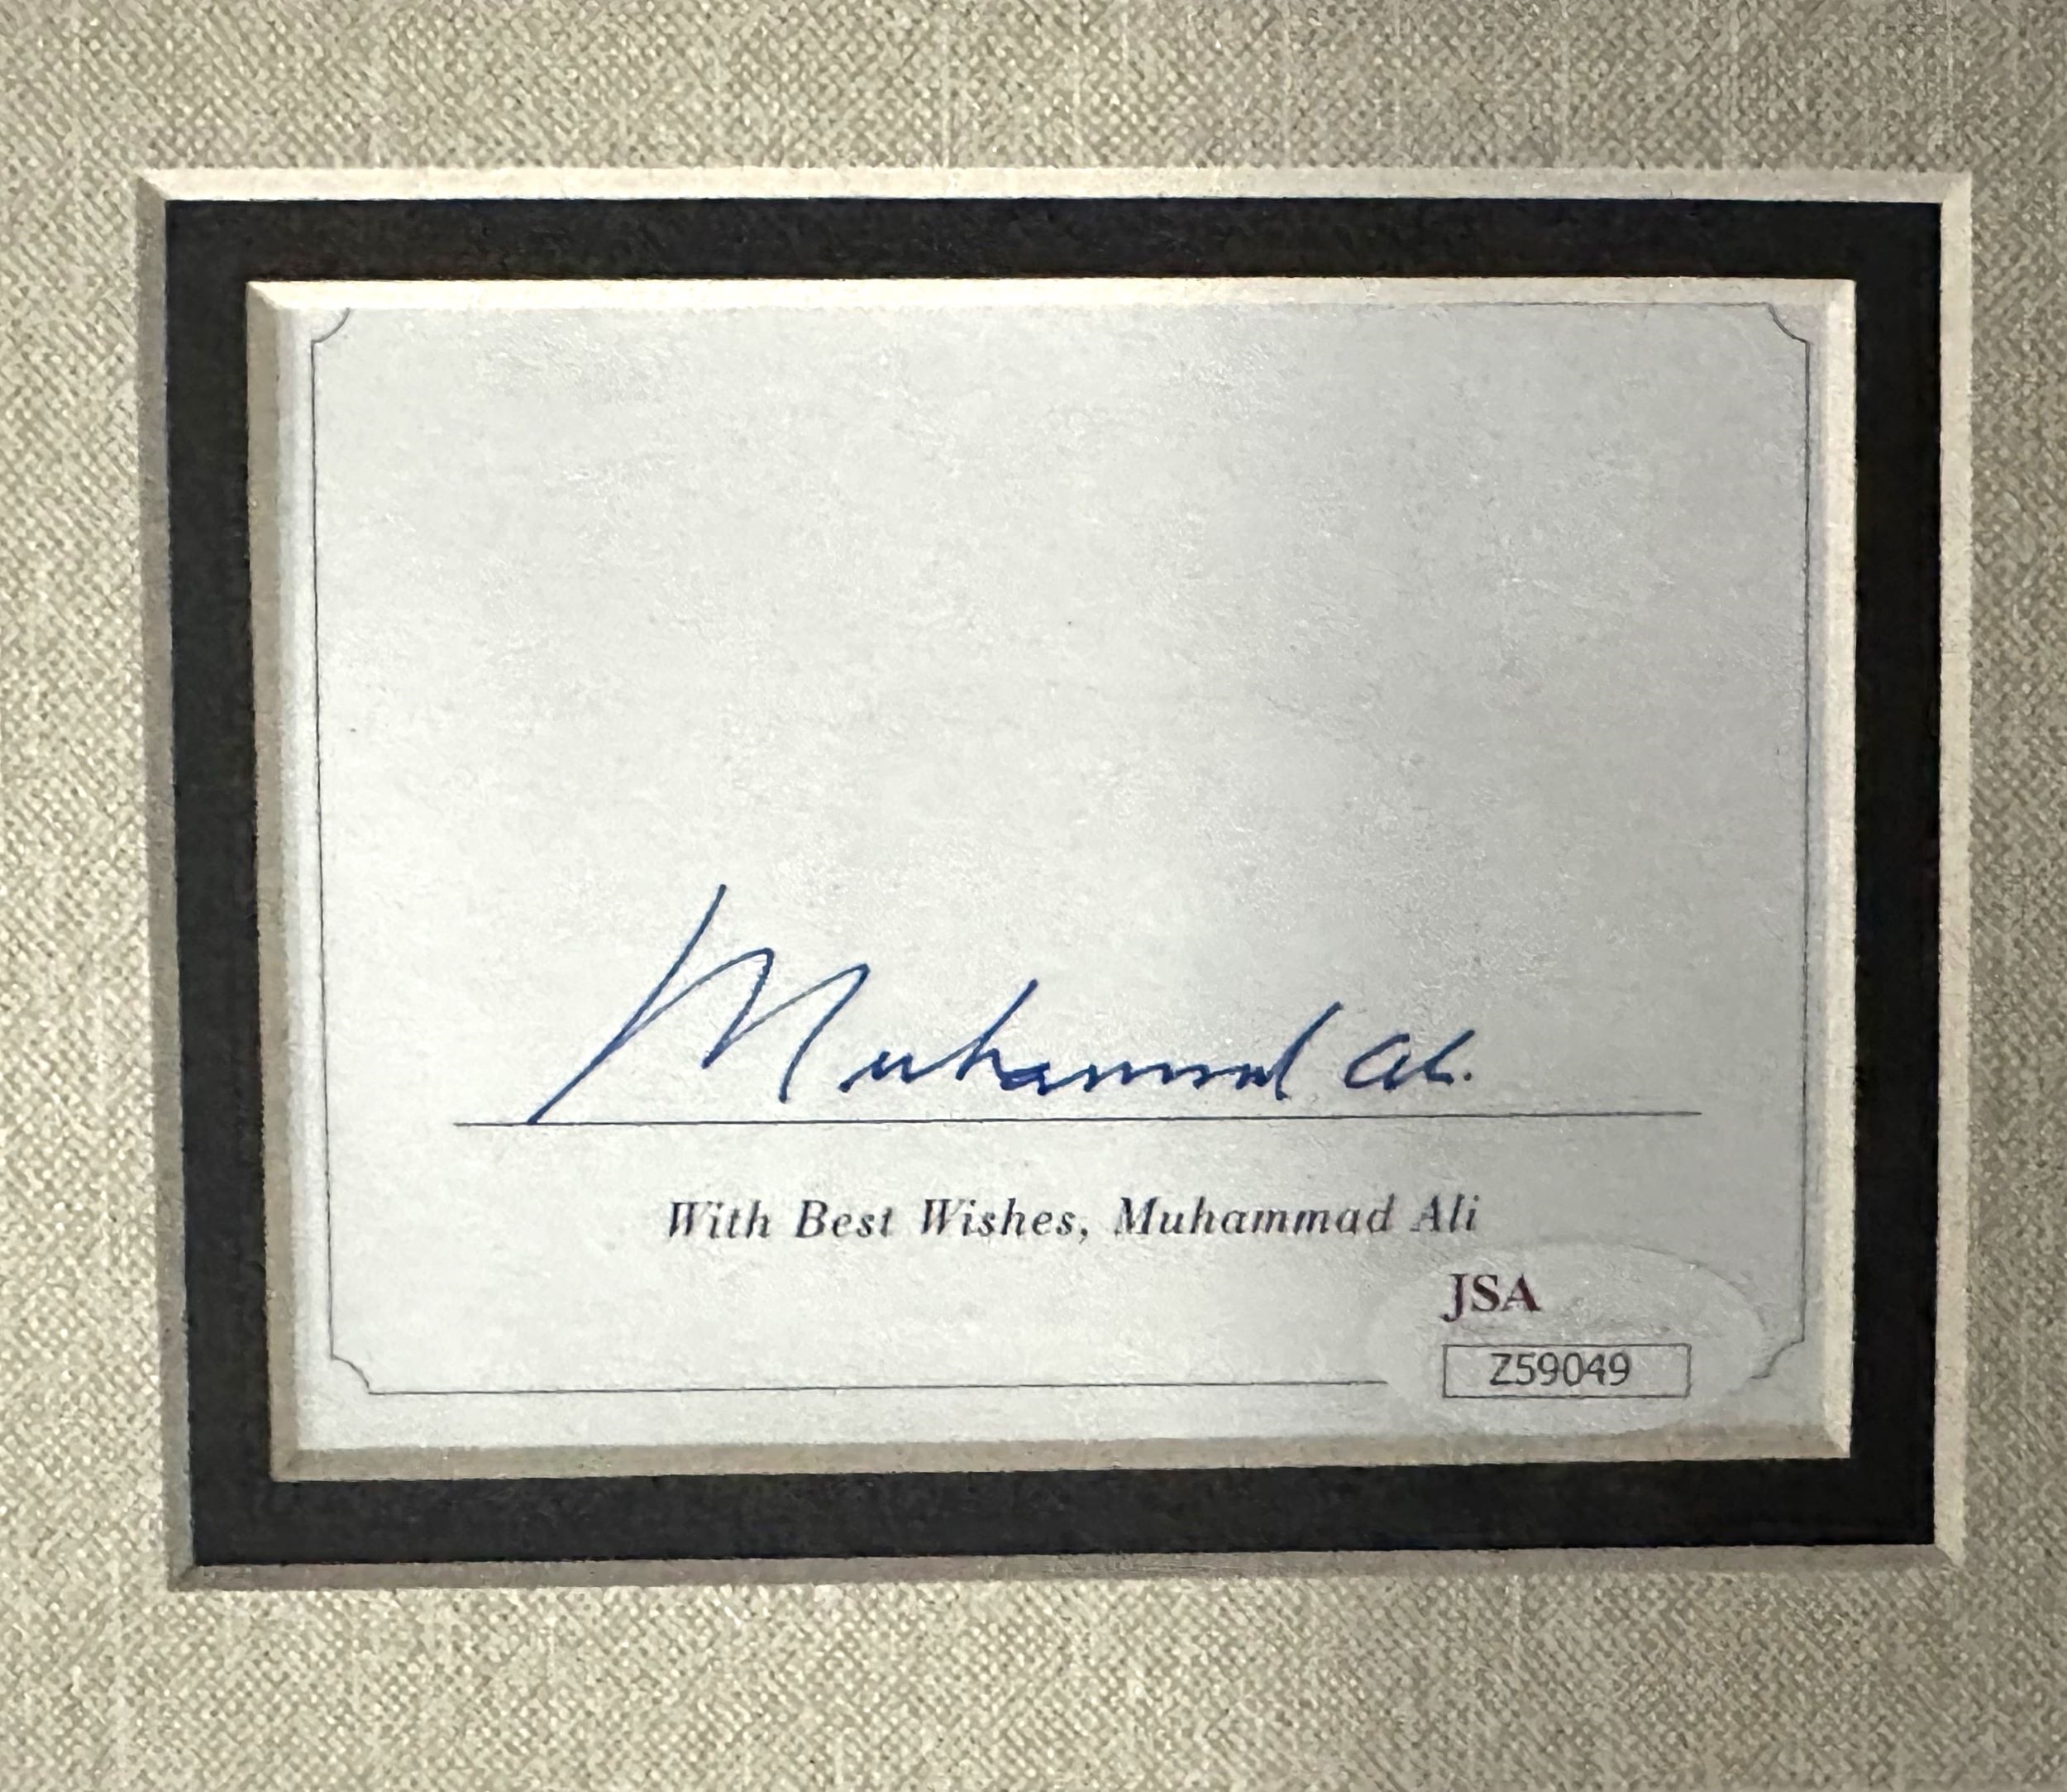 Muhammad Ali
With Best Wishes, Muhammad Ali
JSA
Z59049